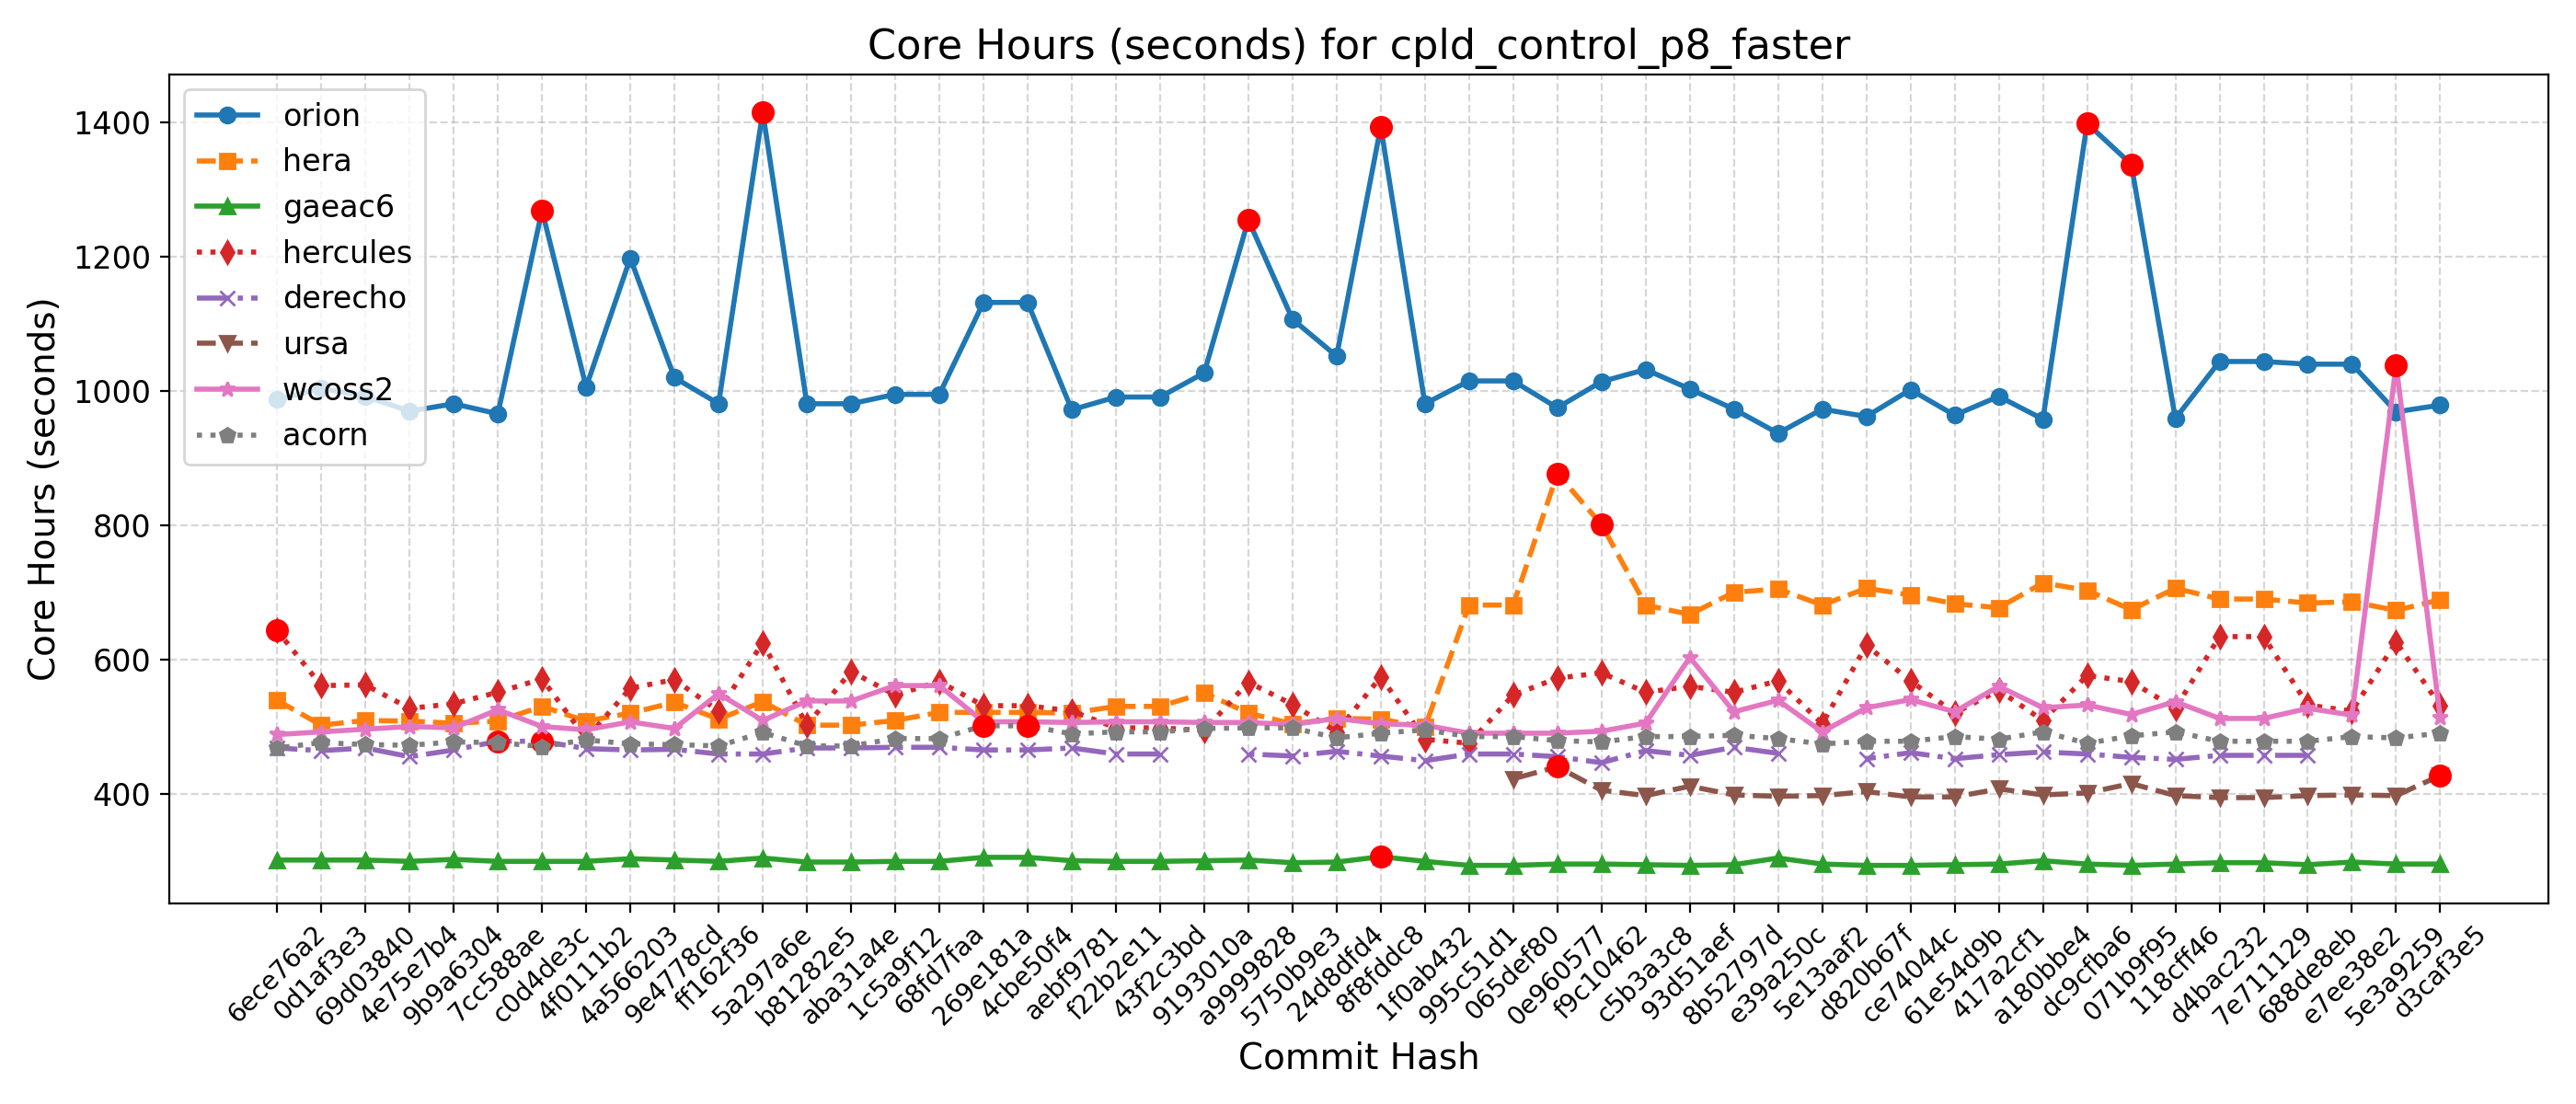 Core Hours (seconds) for cpld_control_p8_faster
Core Hours (seconds)
1400
1200
1000
800
600
400
orion
hera
gaeac6
hercules
derecho
ursa
wcoss2
acorn
6ece76a2
0d1af3e3
69d03840
4e75e7b4
9b9a6304
7cc588ae
c0d4de3c
4f0111b2
4a566203
9e4778cd
ff162f36
5a297a6e
b81282e5
aba31a4e
1c5a9f12
68fd7faa
269e181a
4cbe50f4
aebf9781
f22b2e11
43f2c3bd
9193010a
a9999828
5750b9e3
24d8dfd4
8f8fddc8
1f0ab432
995c51d1
065def80
0e960577
f9c10462
c5b3a3c8
93d51aef
8b52797d
e39a250c
5e13aaf2
d820b67f
ce74044c
61e54d9b
417a2cf1
a180bbe4
dc9cfba6
071b9f95
118cff46
d4bac232
7e711129
688de8eb
e7ee38e2
5e3a9259
d3caf3e5
Commit Hash